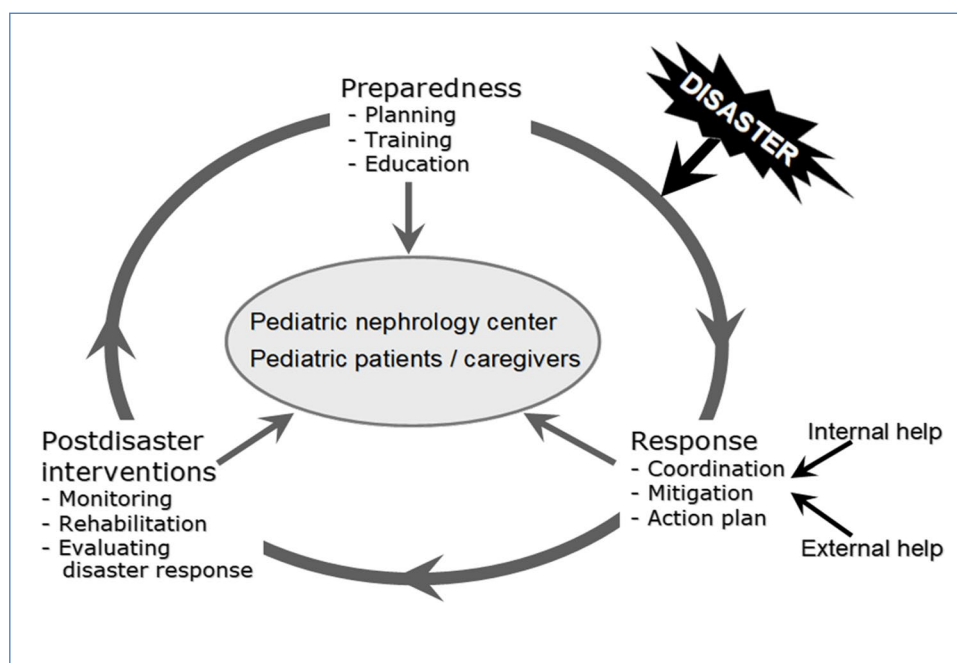 DISASTER
Preparedness
- Planning
- Training
- Education
Pediatric nephrology center
Pediatric patients / caregivers
Postdisaster
interventions
- Monitoring
- Rehabilitation
- Evaluating
disaster response
Response
- Coordination
- Mitigation
- Action plan
Internal help
External help